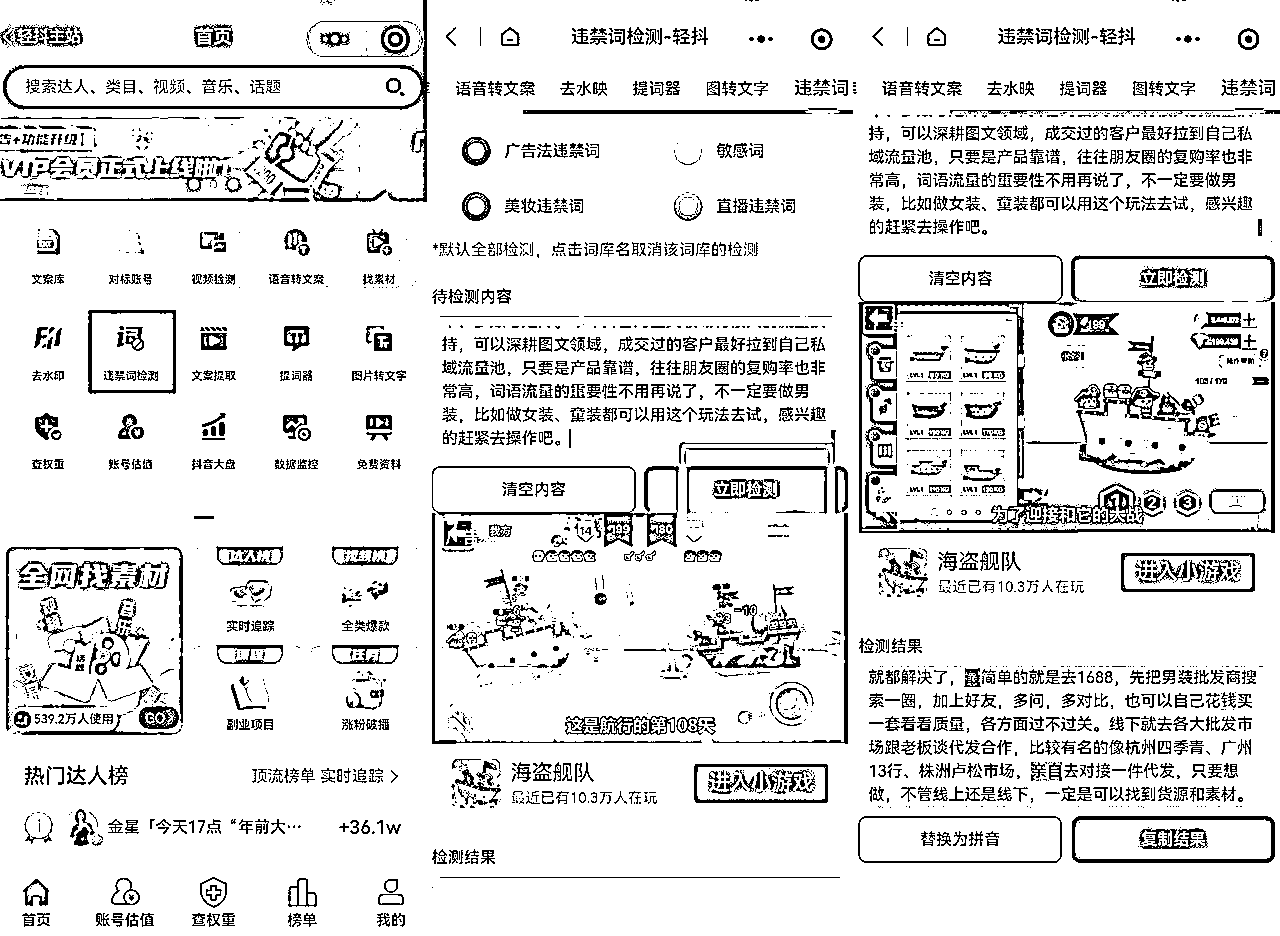 轻抖主站
首页
搜索达人、类目、视频、音乐、话题
VIP会员正式上线
文案库
对标账号
视频检测
语音转文案
找素材
去水印
违禁词检测
文案提取
提词器
图片转文字
查权重
账号估值
抖音大盘
数据监控
免费资料
全网找素材
539.2万人使用
GO
达人榜
实时追踪
视频榜
全类爆款
课程
副业项目
任务
涨粉破播
热门达人榜
顶流榜单 实时追踪
1
金星「今天17点“年前大…
+36.1w
首页
账号估值
查权重
榜单
我的
违禁词检测-轻抖
语音转文案
去水映
提词器
图转文字
违禁词
广告法违禁词
敏感词
美妆违禁词
直播违禁词
*默认全部检测，点击词库名取消该词库的检测
待检测内容
持，可以深耕图文领域，成交过的客户最好拉到自己私
域流量池，只要是产品靠谱，往往朋友圈的复购率也非
常高，词语流量的重要性不用再说了，不一定要做男
装，比如做女装、童装都可以用这个玩法去试，感兴趣
的赶紧去操作吧。
清空内容
立即检测
我方
14
这是航行的第108天
海盗舰队
最近已有10.3万人在玩
进入小游戏
检测结果
违禁词检测-轻抖
语音转文案
去水映
提词器
图转文字
违禁词
持，可以深耕图文领域，成交过的客户最好拉到自己私
域流量池，只要是产品靠谱，往往朋友圈的复购率也非
常高，词语流量的重要性不用再说了，不一定要做男
装，比如做女装、童装都可以用这个玩法去试，感兴趣
的赶紧去操作吧。
清空内容
立即检测
为了迎接和它的大战
海盗舰队
最近已有10.3万人在玩
进入小游戏
检测结果
就都解决了，最简单的就是去1688，先把男装批发商搜
索一圈，加上好友，多问，多对比，也可以自己花钱买
一套看看质量，各方面过不过关。线下就去各大批发市
场跟老板谈代发合作，比较有名的像杭州四季青、广州
13行、株洲卢松市场，亲自去对接一件代发，只要想
做，不管线上还是线下，一定是可以找到货源和素材。
替换为拼音
复制结果